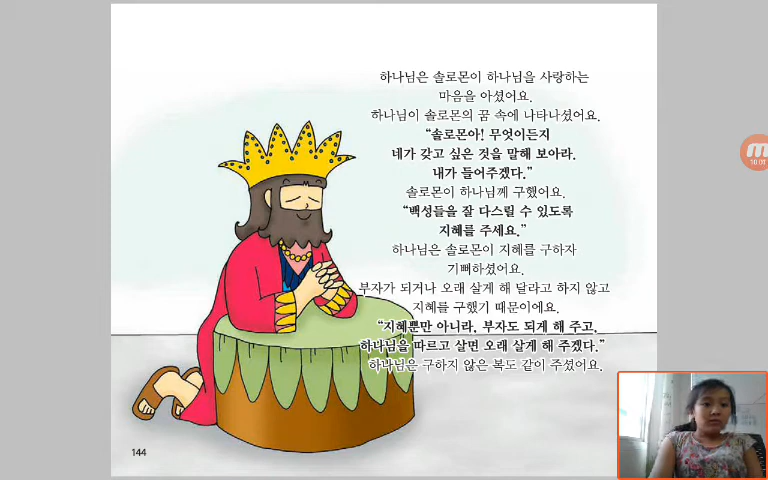 하나님은 솔로몬이 하나님을 사랑하는
마음을 아셨어요.
하나님이 솔로몬의 꿈 속에 나타나셨어요.
“솔로몬아! 무엇이든지
네가 갖고 싶은 것을 말해 보아라.
내가 들어주겠다.”
솔로몬이 하나님께 구했어요.
“백성들을 잘 다스릴 수 있도록
지혜를 주세요.”
하나님은 솔로몬이 지혜를 구하자
기뻐하셨어요.
부자가 되거나 오래 살게 해 달라고 하지 않고
지혜를 구했기 때문이에요.
“지혜뿐만 아니라, 부자도 되게 해 주고,
하나님을 따르고 살면 오래 살게 해 주겠다.”
하나님은 구하지 않은 복도 같이 주셨어요.
144